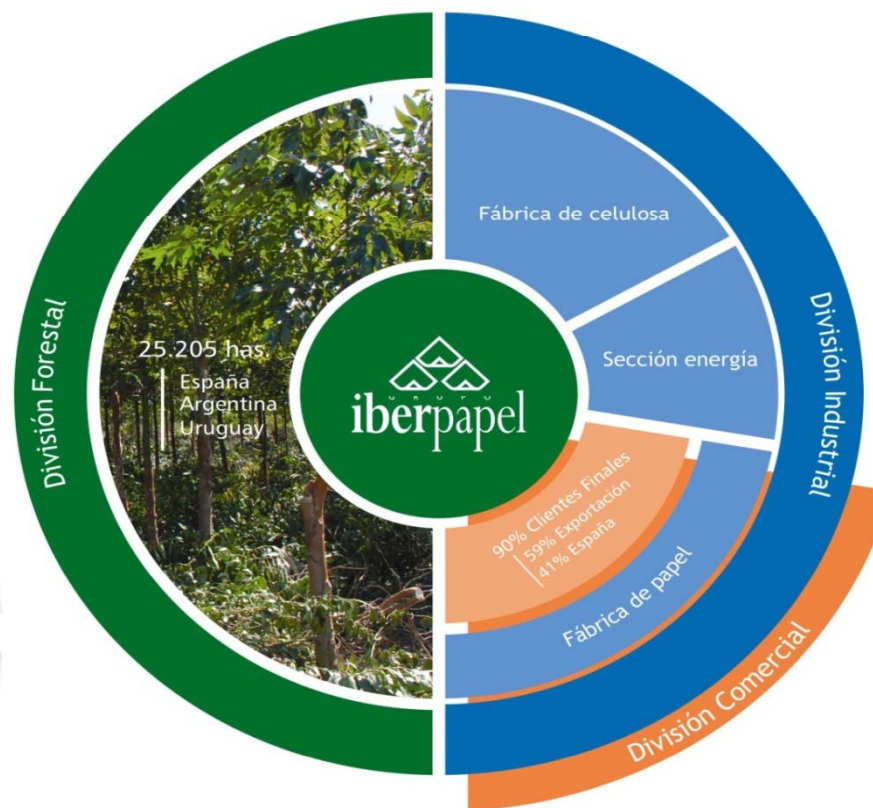 División Forestal
25.205 has.
España
Argentina
Uruguay
GRUPO
iberpapel
Fábrica de celulosa
Sección energía
División Industrial
90% Clientes Finales
59% Exportación
41% España
Fábrica de papel
División Comercial